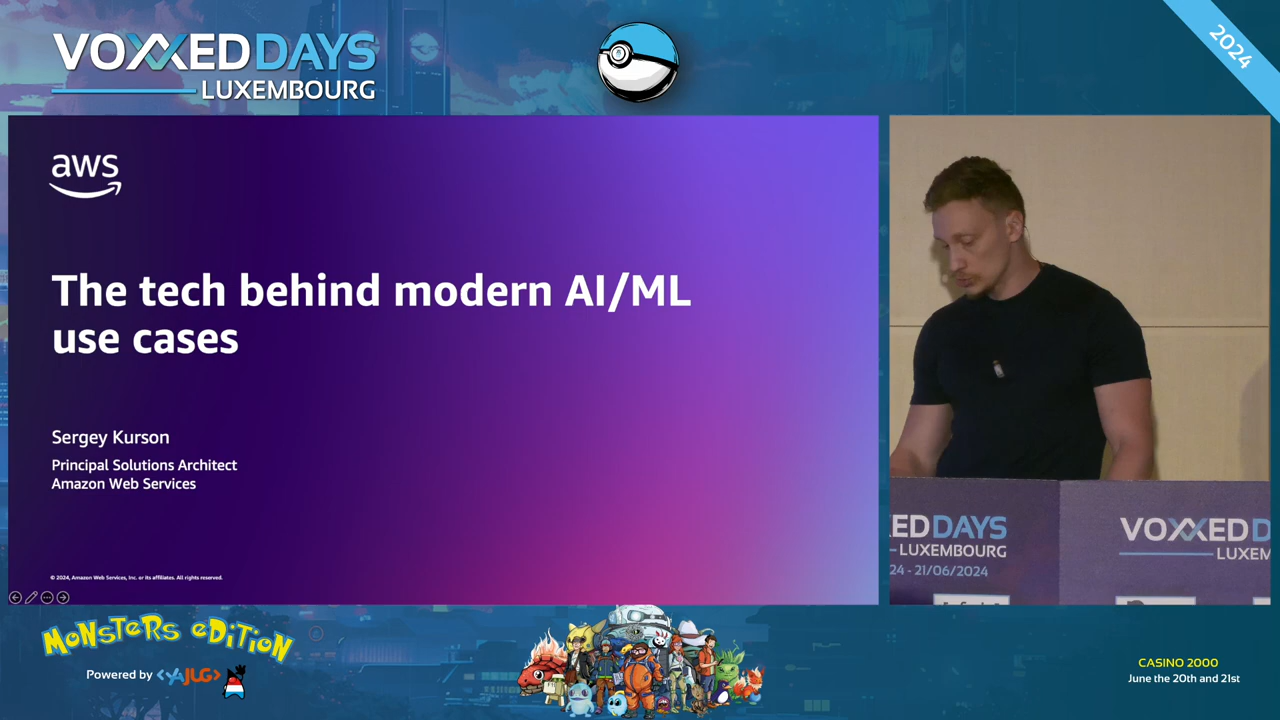 VOXXED DAYS
LUXEMBOURG
2024
aws
The tech behind modern AI/ML
use cases
Sergey Kurson
Principal Solutions Architect
Amazon Web Services
© 2024, Amazon Web Services, Inc. or its affiliates. All rights reserved.
ED DAYS
LUXEMBOURG
24 - 21/06/2024
VOXXED D
LUXEM
MONSTERS EDITION
Powered by <YAJUG>
CASINO 2000
June the 20th and 21st